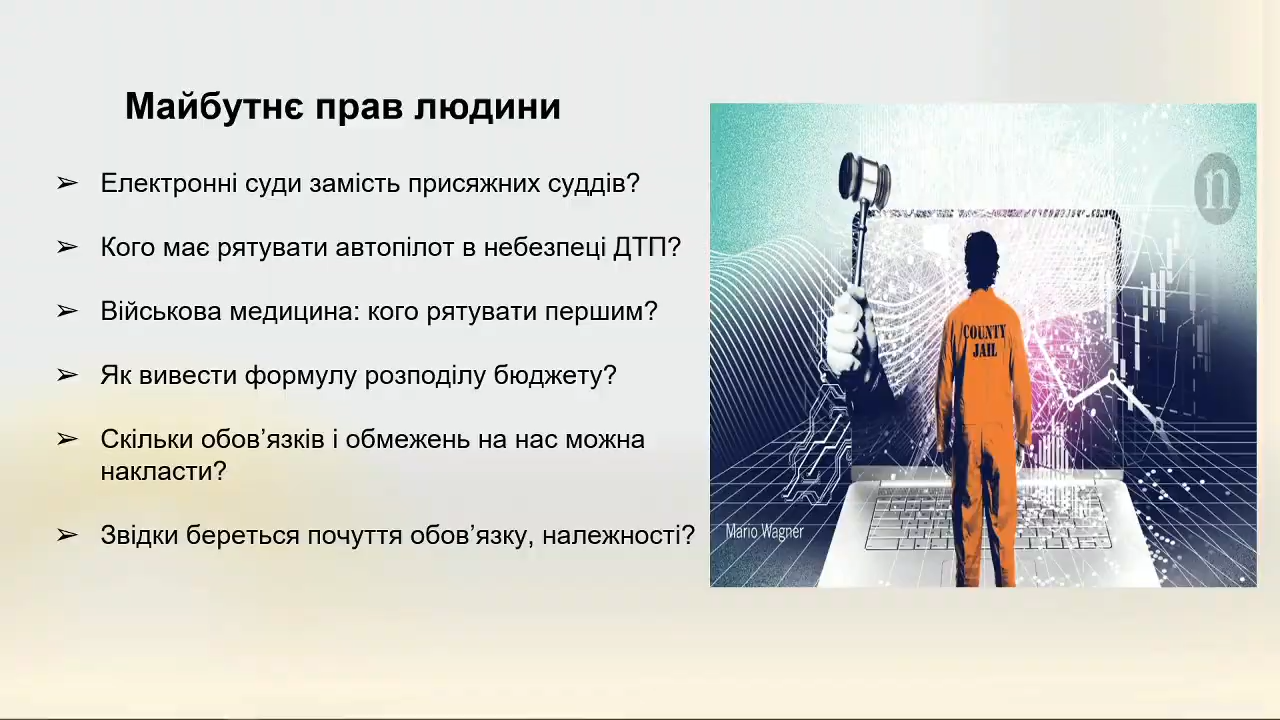 Майбутнє прав людини
➢ Електронні суди замість присяжних суддів?
➢ Кого має рятувати автопілот в небезпеці ДТП?
➢ Військова медицина: кого рятувати першим?
➢ Як вивести формулу розподілу бюджету?
➢ Скільки обов’язків і обмежень на нас можна
накласти?
➢ Звідки береться почуття обов’язку, належності?
n
COUNTY
JAIL
Mario Wagner